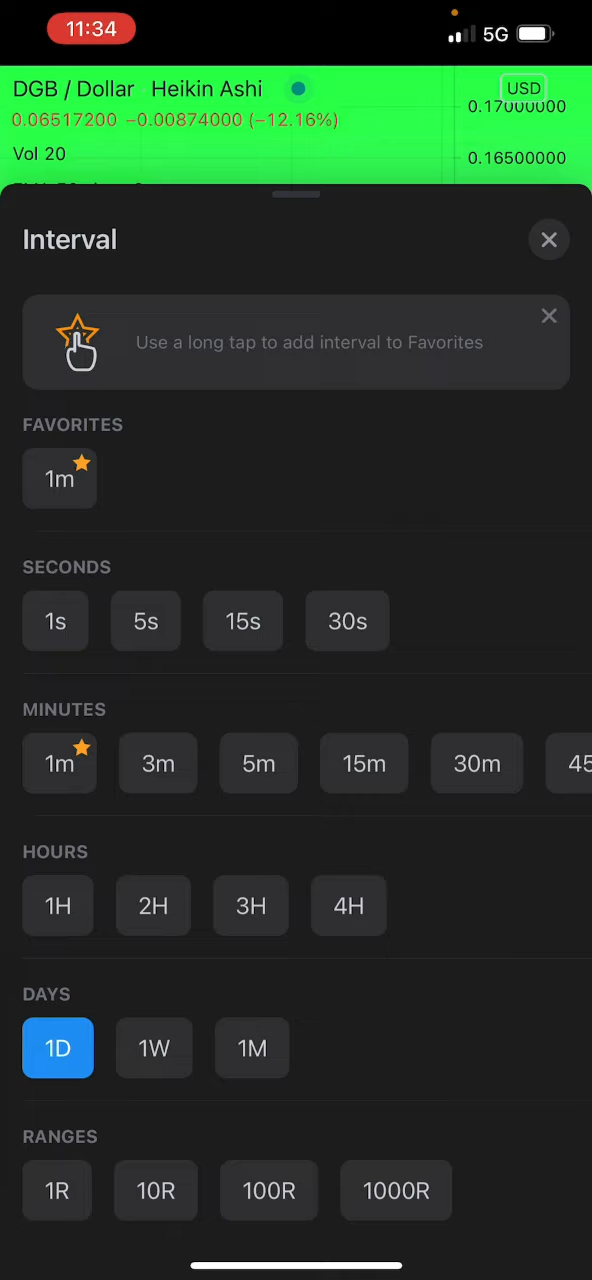 11:34
5G
DGB / Dollar · Heikin Ashi
USD
0.17000000
0.06517200 −0.00874000 (−12.16%)
Vol 20
0.16500000
Interval
Use a long tap to add interval to Favorites
FAVORITES
1m
SECONDS
1s 5s 15s 30s
MINUTES
1m 3m 5m 15m 30m 45
HOURS
1H 2H 3H 4H
DAYS
1D 1W 1M
RANGES
1R 10R 100R 1000R